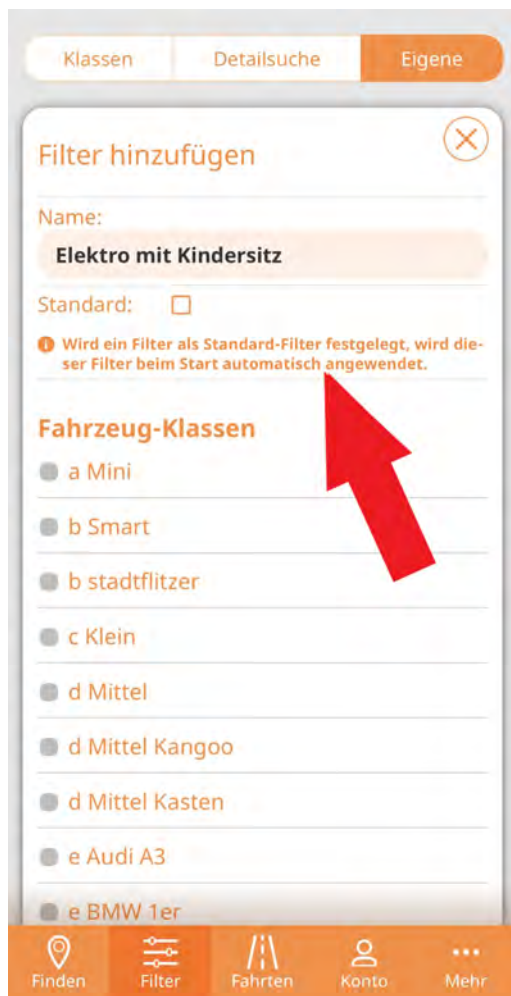 Klassen Detailsuche Eigene
Filter hinzufügen
Name:
Elektro mit Kindersitz
Standard:
Wird ein Filter als Standard-Filter festgelegt, wird die-
ser Filter beim Start automatisch angewendet.
Fahrzeug-Klassen
a Mini
b Smart
b stadtflitzer
c Klein
d Mittel
d Mittel Kangoo
d Mittel Kasten
e Audi A3
e BMW 1er
Finden Filter Fahrten Konto Mehr